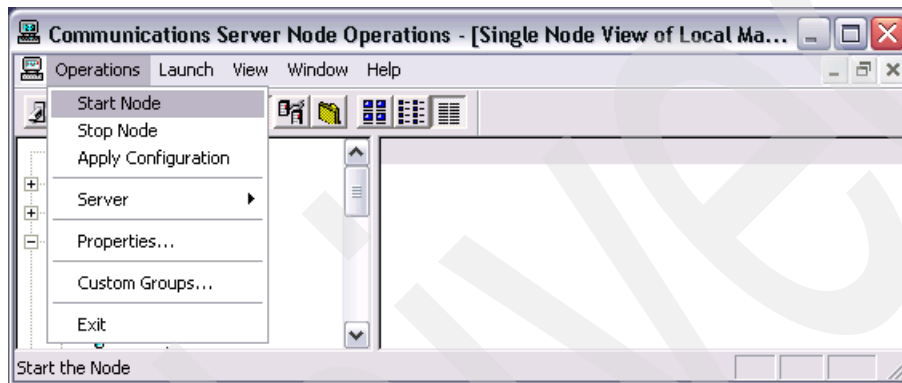 Communications Server Node Operations - [Single Node View of Local Ma...
Operations Launch View Window Help
Start Node
Stop Node
Apply Configuration
Server
Properties...
Custom Groups...
Exit
Start the Node